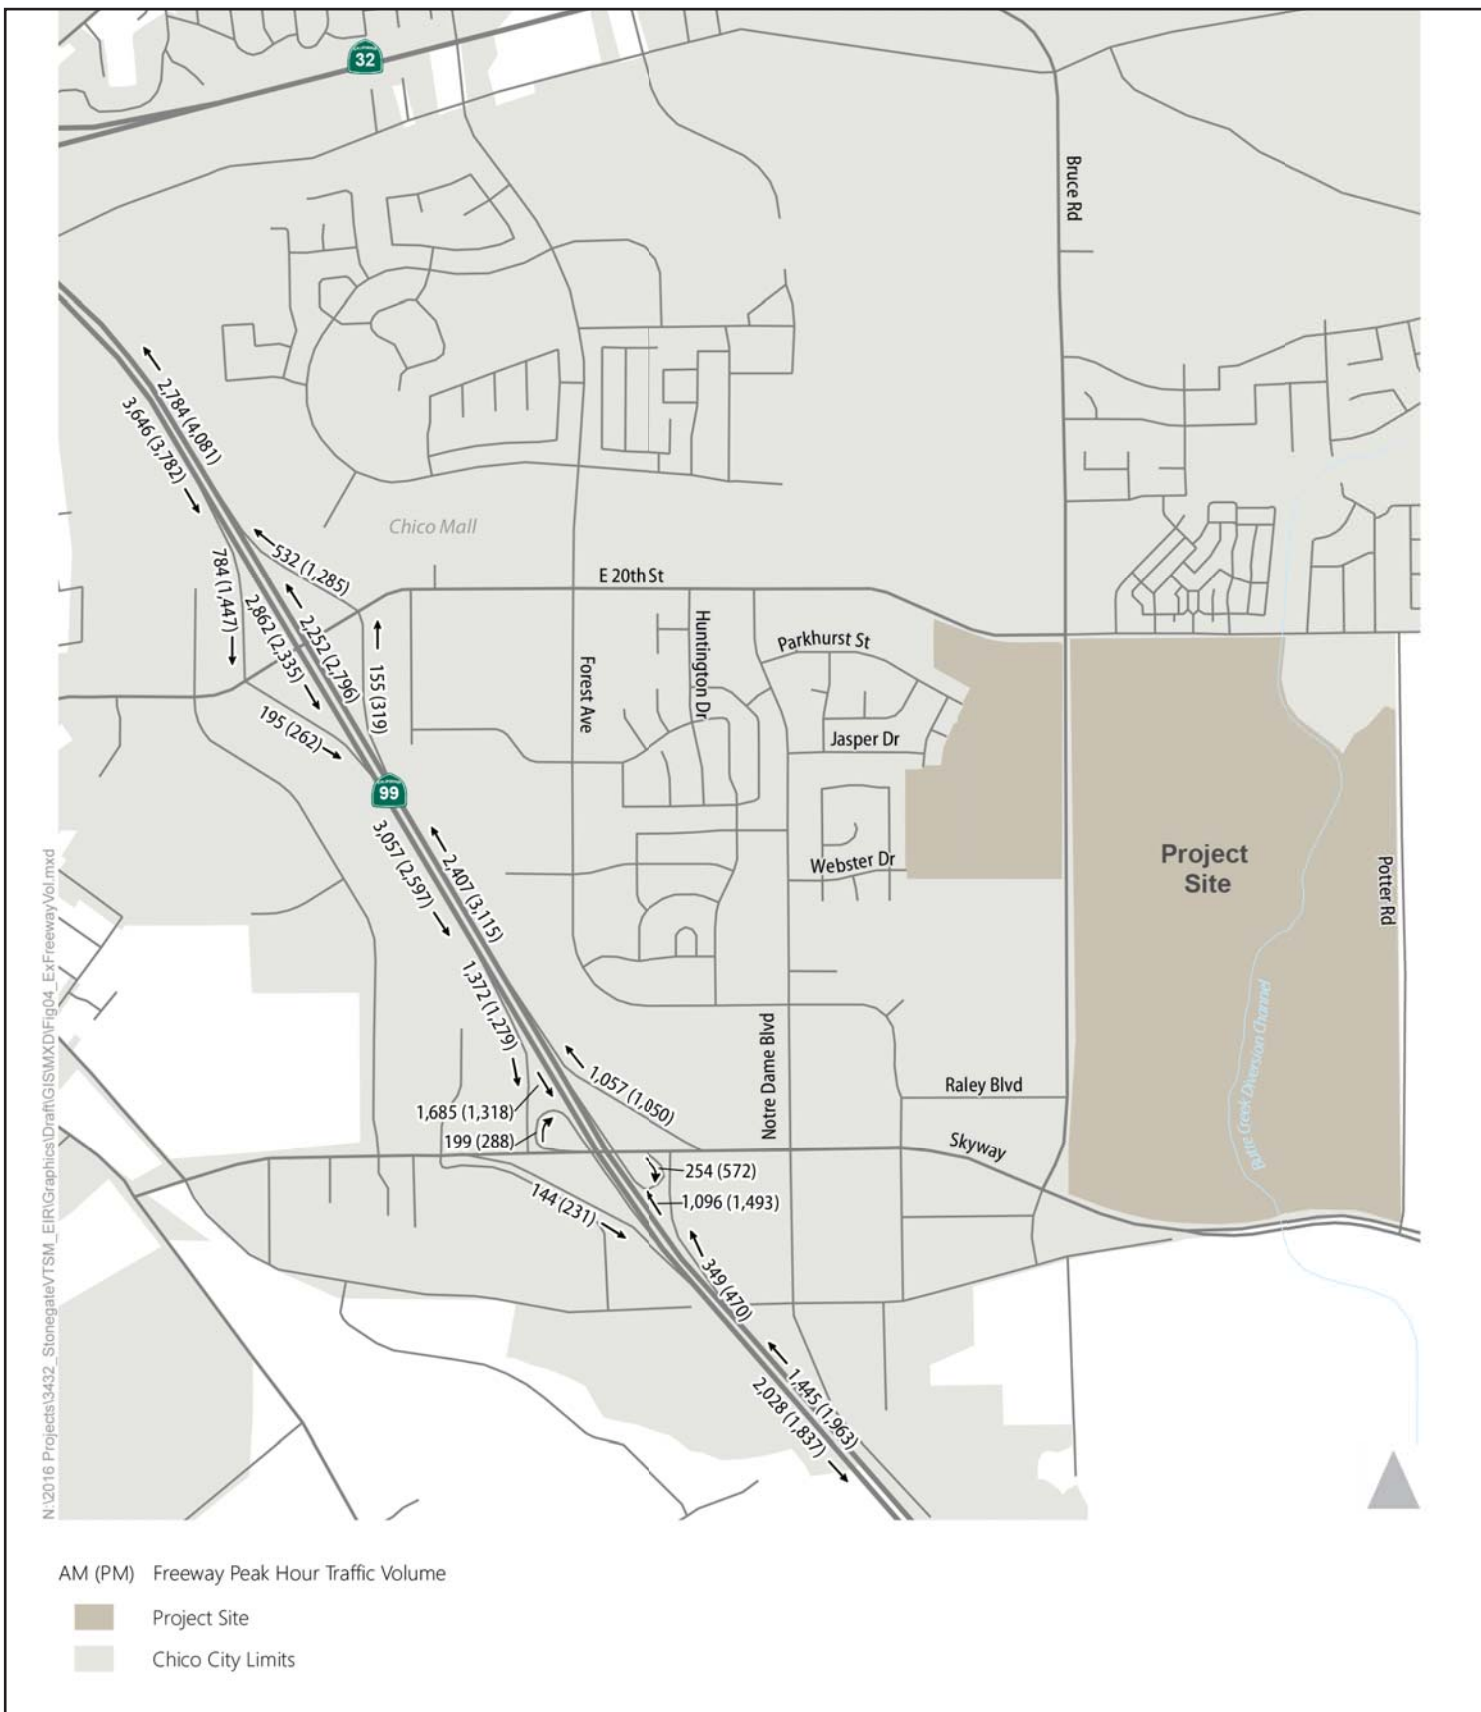 CALIFORNIA
32
Bruce Rd
2,784 (4,081)
3,646 (3,782)
Chico Mall
532 (1,285)
784 (1,447)
E 20th St
2,862 (2,335)
2,252 (2,796)
155 (319)
195 (262)
Forest Ave
Huntington Dr
Parkhurst St
Jasper Dr
CALIFORNIA
99
3,057 (2,597)
2,407 (3,115)
Webster Dr
Project
Site
Potter Rd
N:\2016 Projects\3432_StonegateVTSM_EIR\Graphics\Draft\GIS\MXD\Fig04_ExFreewayVol.mxd
1,372 (1,279)
Butte Creek Diversion Channel
Notre Dame Blvd
1,057 (1,050)
Raley Blvd
1,685 (1,318)
199 (288)
Skyway
254 (572)
144 (231)
1,096 (1,493)
349 (470)
1,445 (1,963)
2,028 (1,837)
AM (PM) Freeway Peak Hour Traffic Volume
Project Site
Chico City Limits